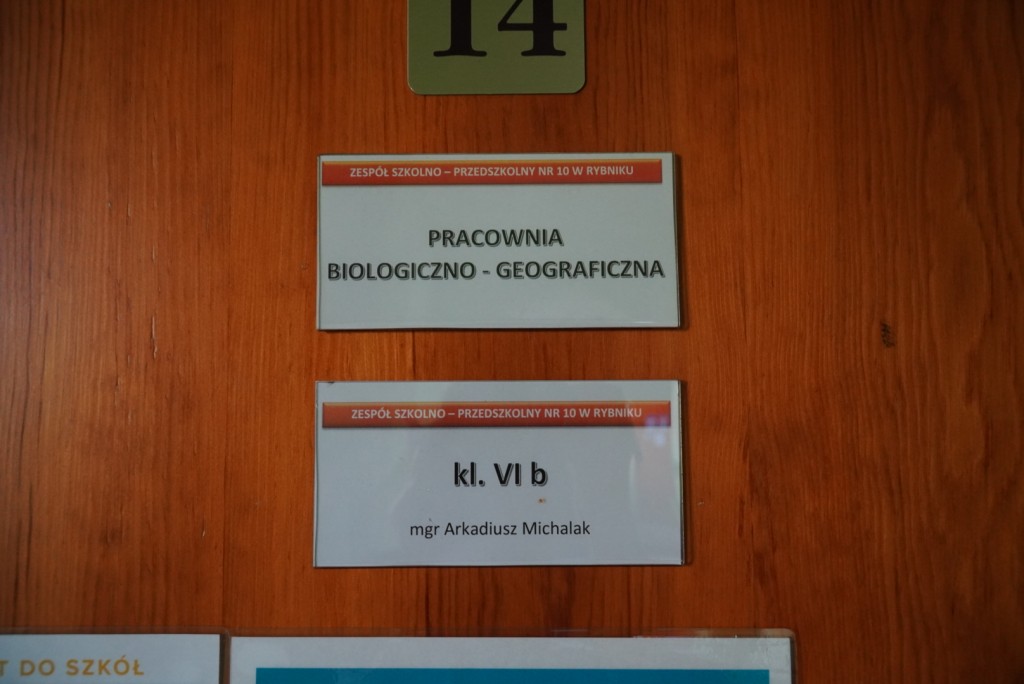 14
ZESPÓŁ SZKOLNO – PRZEDSZKOLNY NR 10 W RYBNIKU
PRACOWNIA
BIOLOGICZNO - GEOGRAFICZNA
ZESPÓŁ SZKOLNO – PRZEDSZKOLNY NR 10 W RYBNIKU
kl. VI b
mgr Arkadiusz Michalak
T DO SZKÓŁ